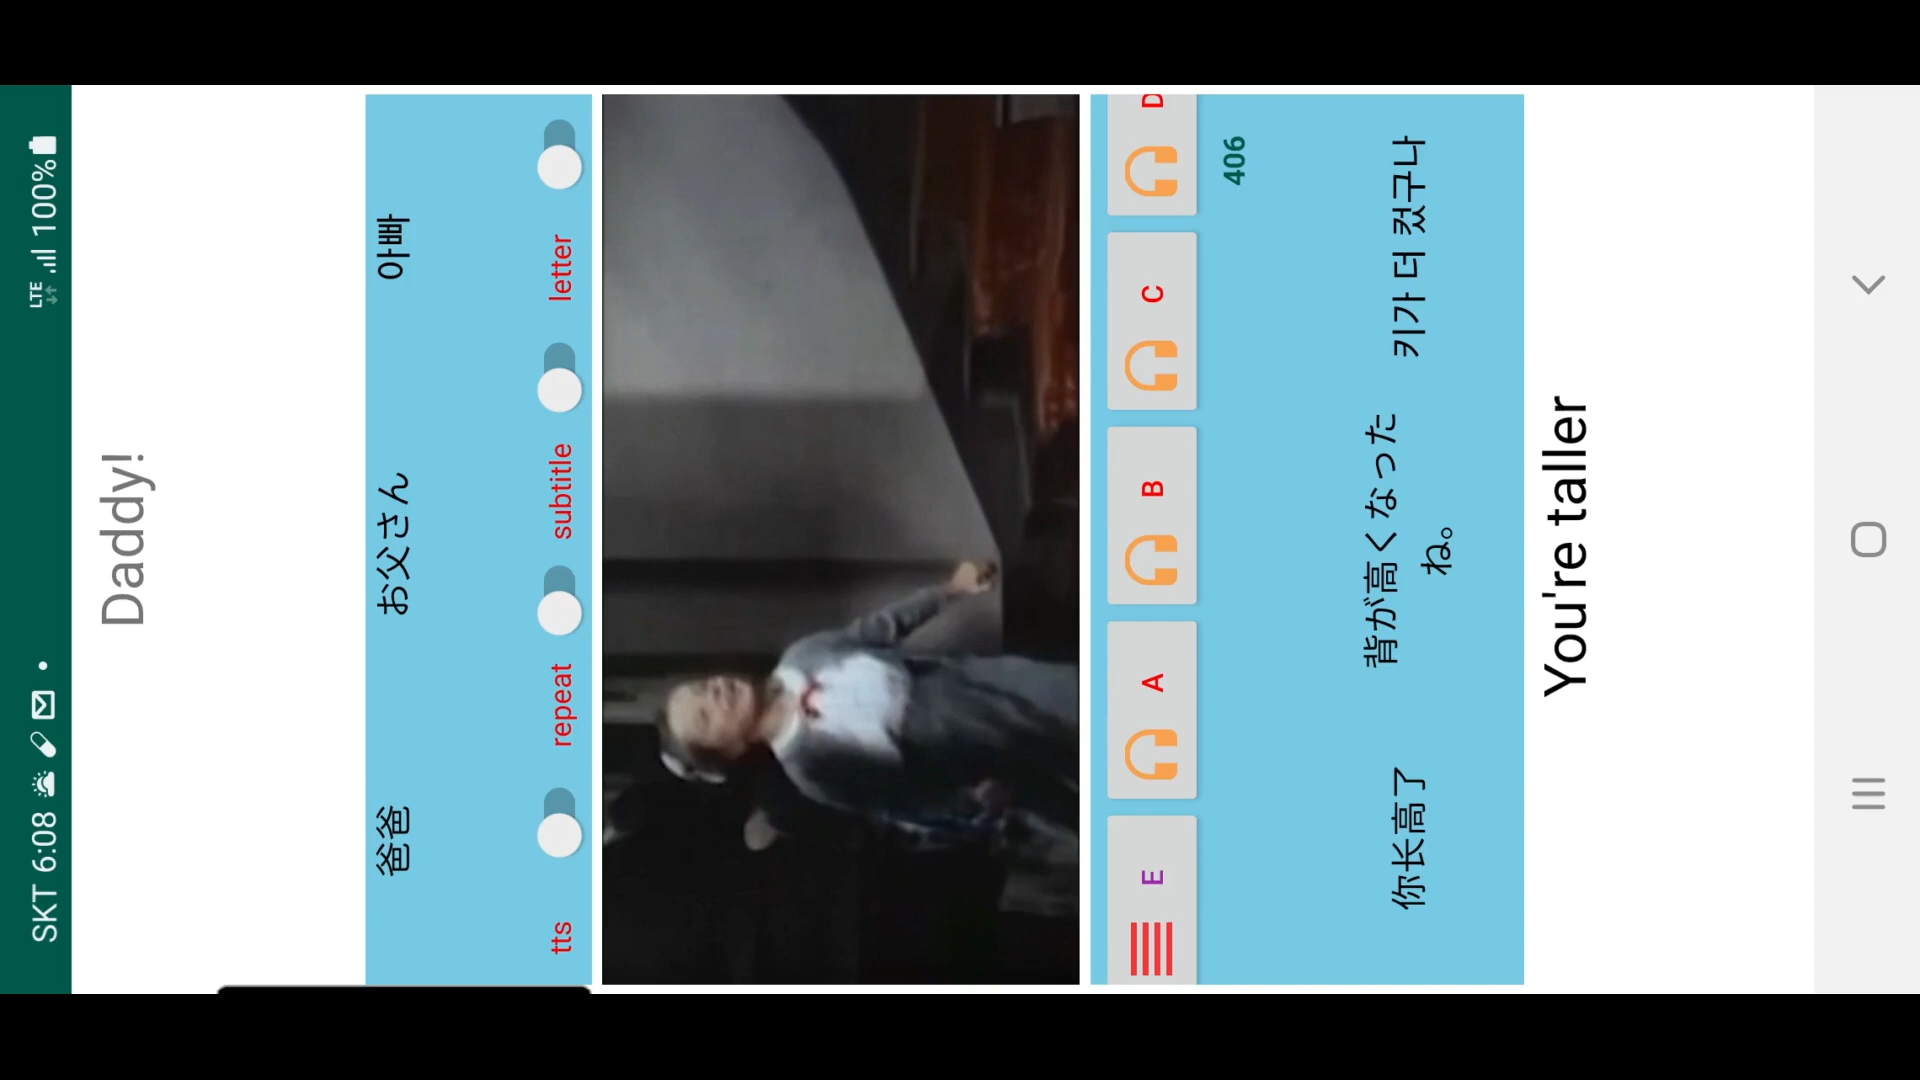 SKT 6:08 LTE 100%
Daddy!
爸爸 お父さん 아빠
tts repeat subtitle letter
E A B C D
406
你长高了 背が高くなった 키가 더 컸구나
ね。
You're taller